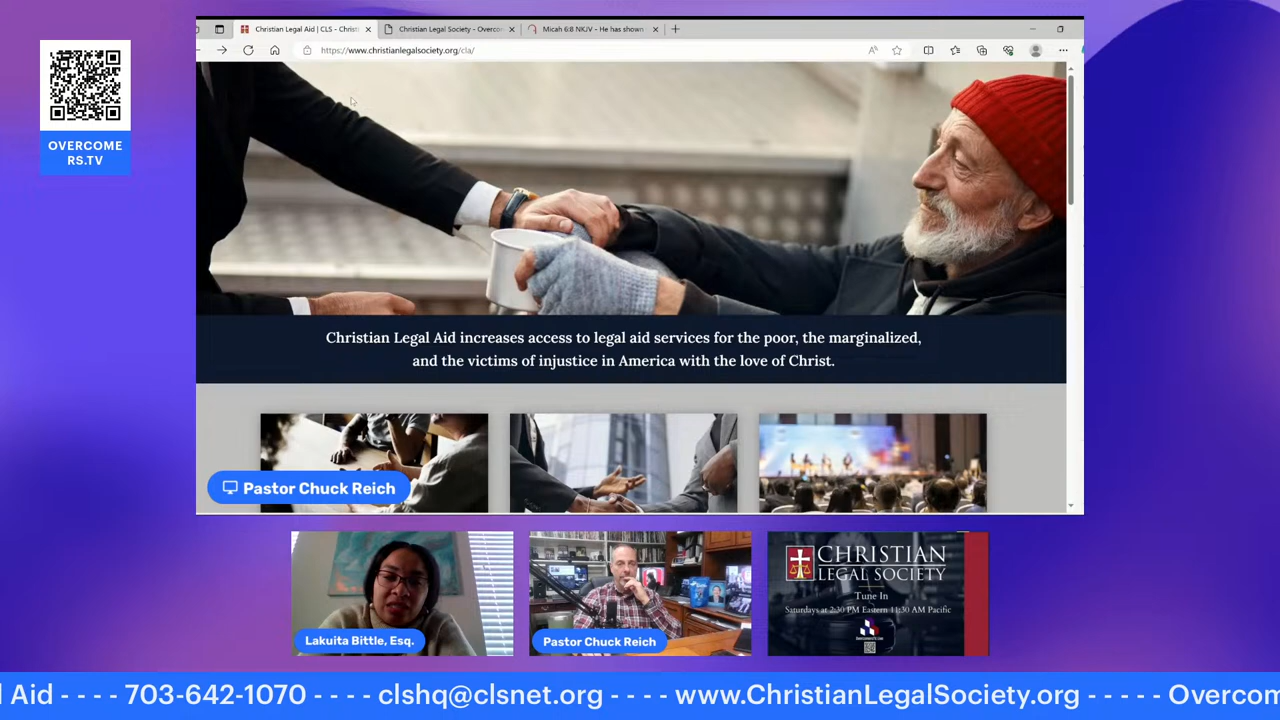 Christian Legal Aid | CLS - Christi
Christian Legal Society - Overcon
Micah 6:8 NKJV - He has shown
https://www.christianlegalsociety.org/cla/
OVERCOME
RS.TV
Christian Legal Aid increases access to legal aid services for the poor, the marginalized,
and the victims of injustice in America with the love of Christ.
Pastor Chuck Reich
Lakuita Bittle, Esq.
Pastor Chuck Reich
CHRISTIAN
LEGAL SOCIETY
Tune In
Saturdays at 2:30 PM Eastern 11:30 AM Pacific
l Aid - - - - 703-642-1070 - - - - clshq@clsnet.org - - - - www.ChristianLegalSociety.org - - - - - Overcom